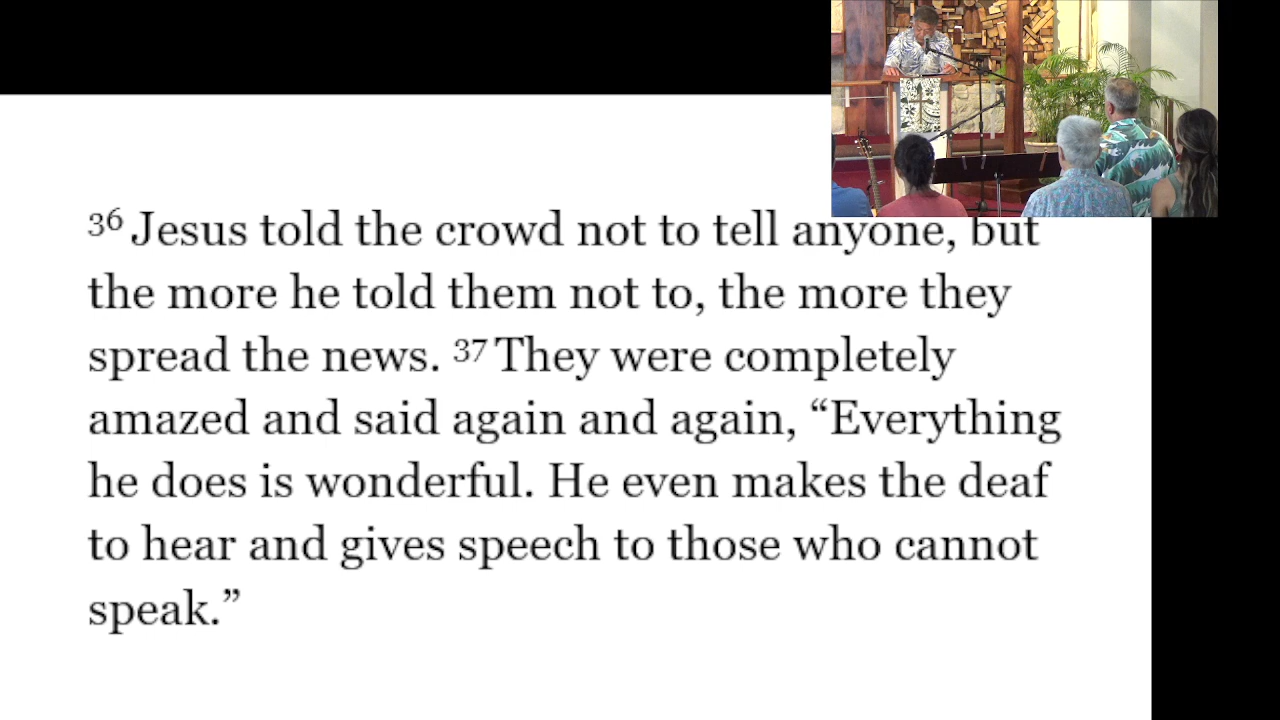 36 Jesus told the crowd not to tell anyone, but
the more he told them not to, the more they
spread the news. 37 They were completely
amazed and said again and again, “Everything
he does is wonderful. He even makes the deaf
to hear and gives speech to those who cannot
speak.”